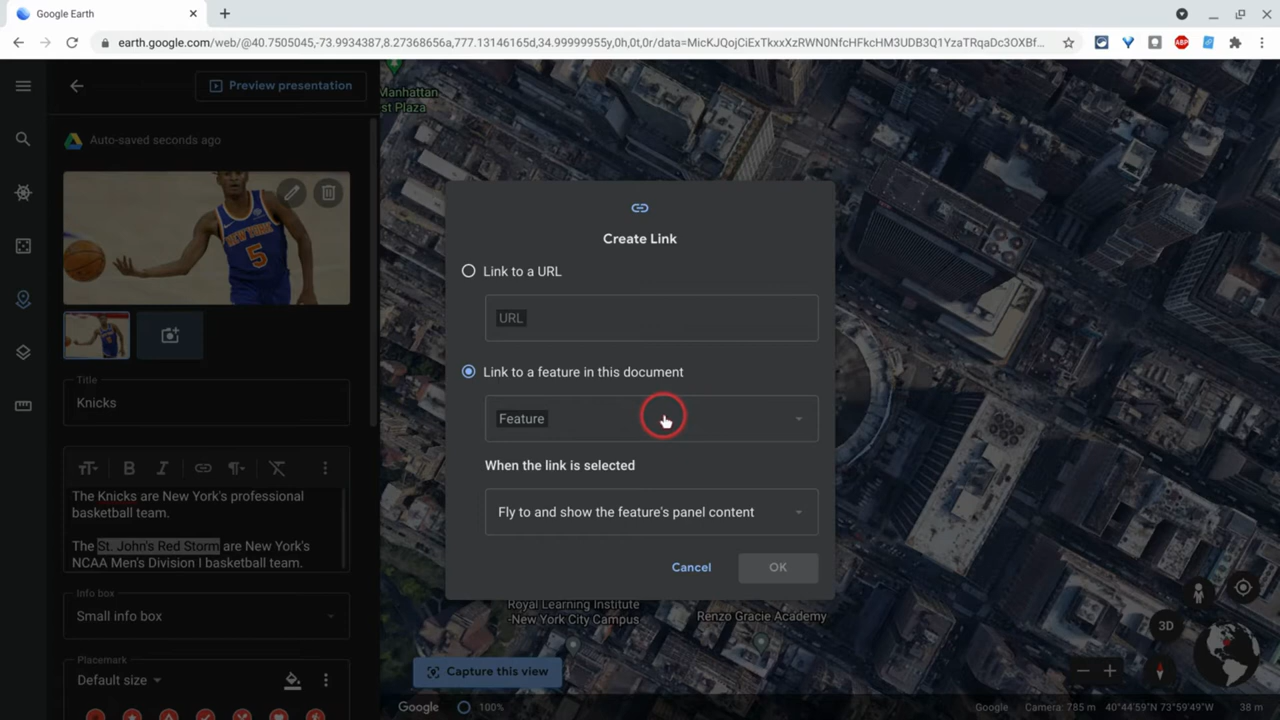 Google Earth
earth.google.com/web/@40.7505045,-73.9934387,8.27368656a,777.13146165d,34.99999955y,0h,0t,0r/data=MicKJQojCiExTkxxXzRWN0NfcHFkcHM3UDB3Q1YzaTRqaDc3OXBf...
ABP
Preview presentation
Manhattan
st Plaza
Auto-saved seconds ago
NEW YORK
5
Title
Knicks
The Knicks are New York's professional
basketball team.
The St. John's Red Storm are New York's
NCAA Men's Division I basketball team.
Info box
Small info box
Placemark
Default size
Create Link
Link to a URL
URL
Link to a feature in this document
Feature
When the link is selected
Fly to and show the feature's panel content
Cancel
OK
Royal Learning Institute
-New York City Campus
Renzo Gracie Academy
3D
Capture this view
Google
100%
Google
Camera: 785 m
40°44'59"N 73°59'49"W
38 m